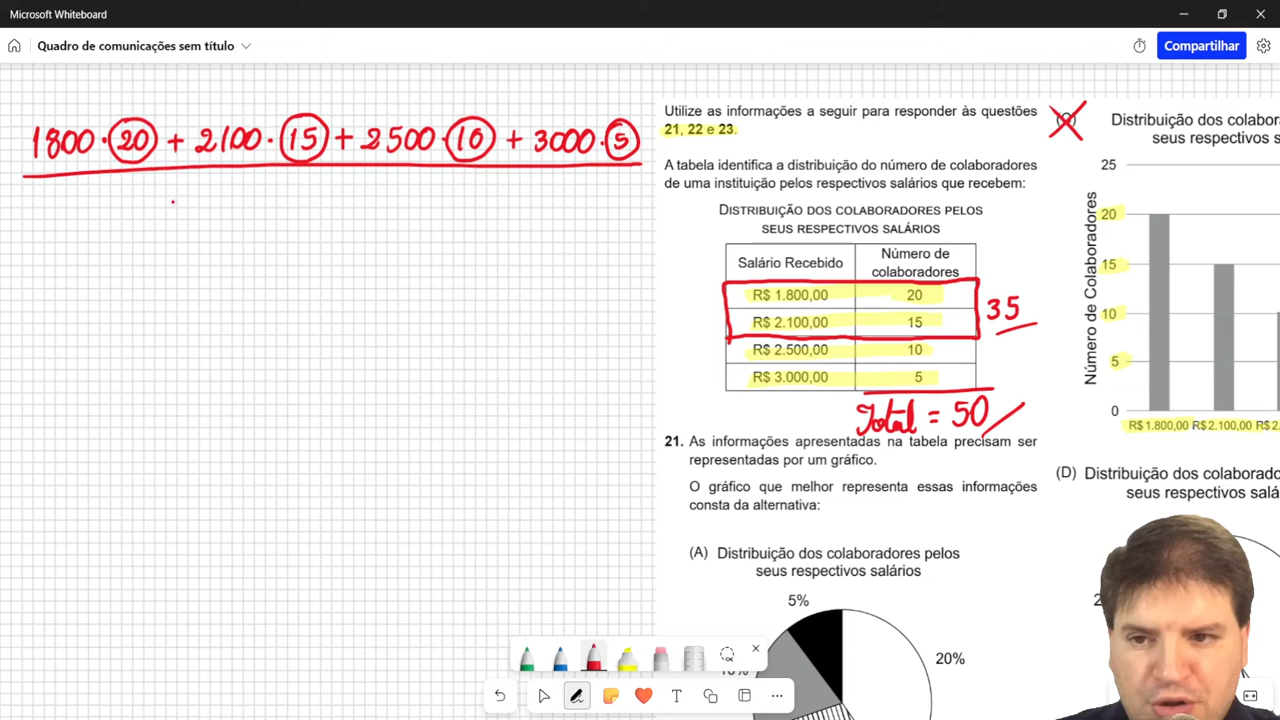 Microsoft Whiteboard
Quadro de comunicações sem título
Compartilhar
1800 · 20 + 2100 · 15 + 2500 · 10 + 3000 · 5
Utilize as informações a seguir para responder às questões
21, 22 e 23.
A tabela identifica a distribuição do número de colaboradores
de uma instituição pelos respectivos salários que recebem:
DISTRIBUIÇÃO DOS COLABORADORES PELOS
SEUS RESPECTIVOS SALÁRIOS
Salário Recebido
Número de
colaboradores
R$ 1.800,00 20
R$ 2.100,00 15
R$ 2.500,00 10
R$ 3.000,00 5
35
Total = 50
21. As informações apresentadas na tabela precisam ser
representadas por um gráfico.
O gráfico que melhor representa essas informações
consta da alternativa:
(A) Distribuição dos colaboradores pelos
seus respectivos salários
5%
20%
10%
(C) Distribuição dos colabor
seus respectivos
Número de Colaboradores
25
20
15
10
5
0
R$ 1.800,00 R$ 2.100,00 R$ 2.
(D) Distribuição dos colaborado
seus respectivos salá
2